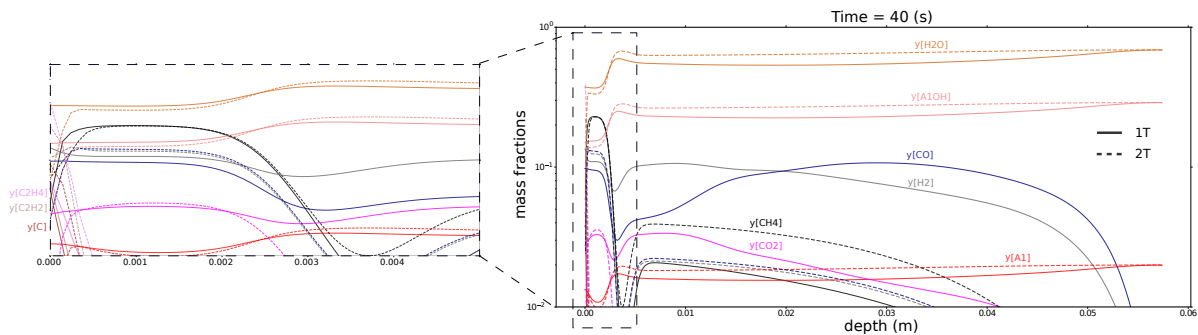 Time = 40 (s)
10⁰
10⁻¹
10⁻²
mass fractions
y[H2O]
y[A1OH]
y[CO]
y[H2]
y[CH4]
y[CO2]
y[A1]
1T
2T
0.00
0.01
0.02
0.03
0.04
0.05
0.06
depth (m)
y[C2H4]
y[C2H2]
y[C]
0.000
0.001
0.002
0.003
0.004